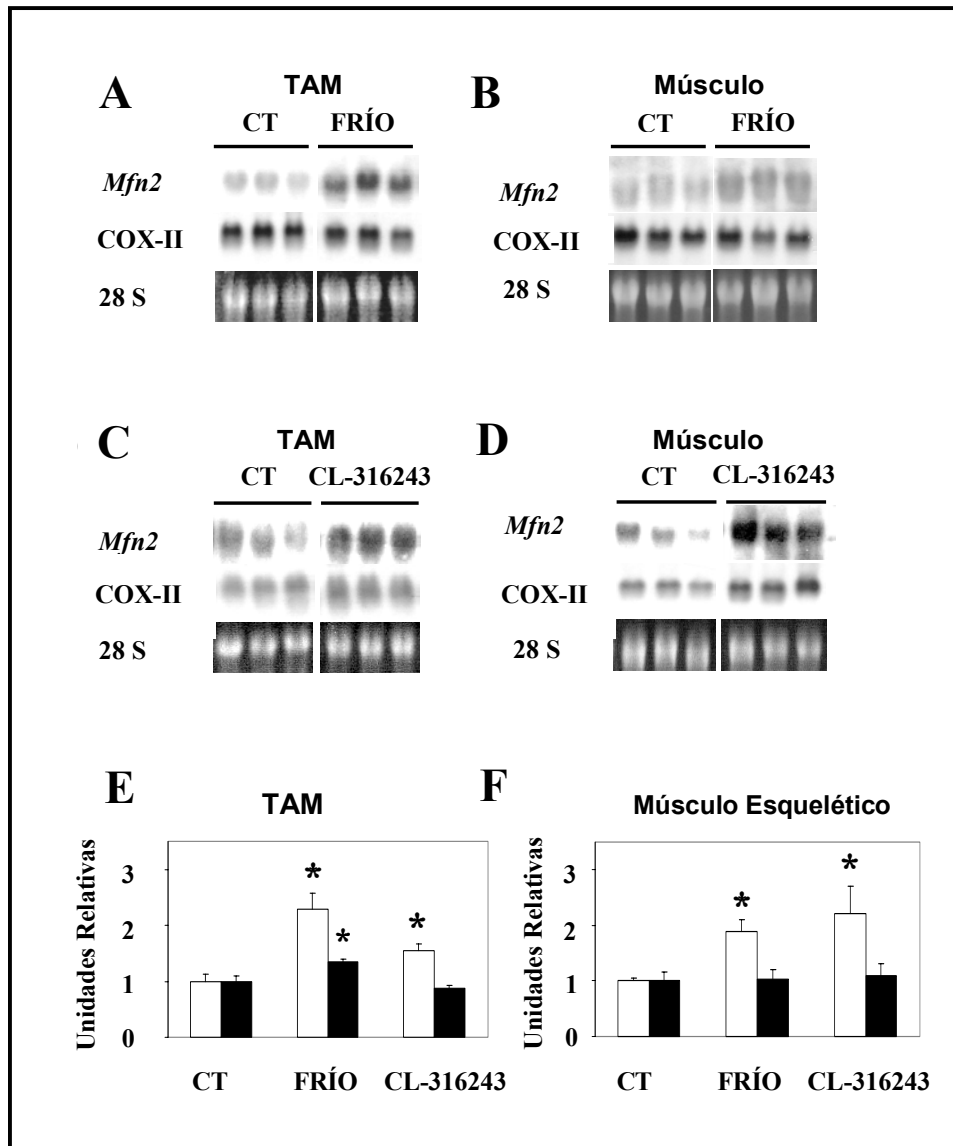 A
TAM
CT FRÍO
Mfn2
COX-II
28 S
B
Músculo
CT FRÍO
Mfn2
COX-II
28 S
C
TAM
CT CL-316243
Mfn2
COX-II
28 S
D
Músculo
CT CL-316243
Mfn2
COX-II
28 S
E
TAM
Unidades Relativas
3
2
1
0
* * *
CT FRÍO CL-316243
F
Músculo Esquelético
Unidades Relativas
3
2
1
0
* *
CT FRÍO CL-316243